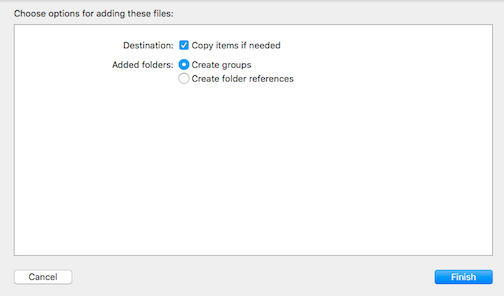 Choose options for adding these files:
Destination: Copy items if needed
Added folders: Create groups
Create folder references
Cancel Finish